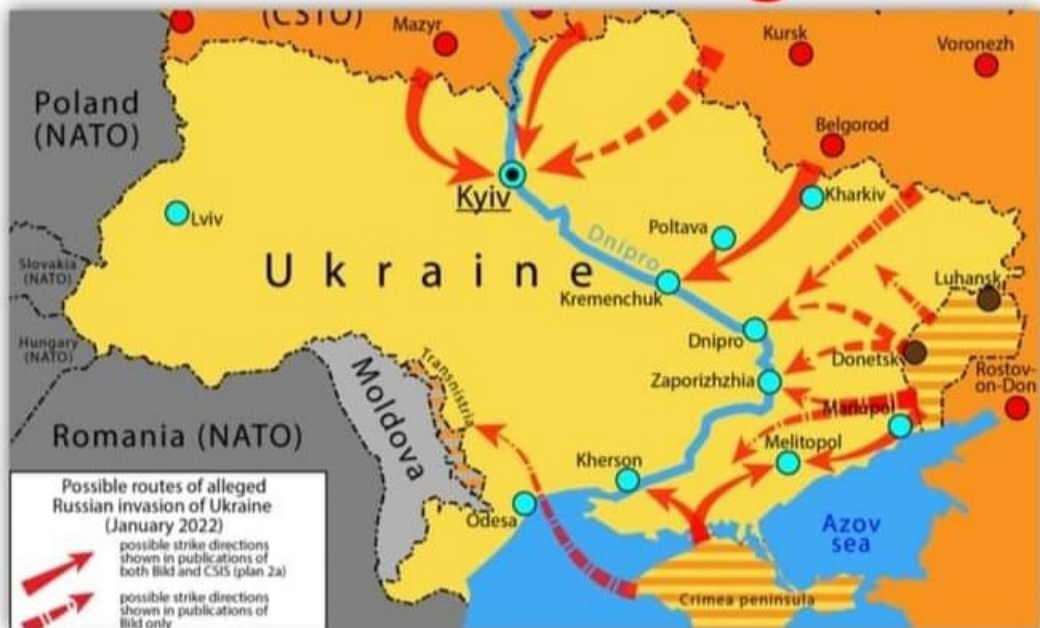 (CSTO)
Mazyr
Kursk
Voronezh
Poland
(NATO)
Belgorod
Kyiv
Kharkiv
Lviv
Poltava
Dnipro
Ukraine
Slovakia
(NATO)
Luhansk
Kremenchuk
Hungary
(NATO)
Dnipro
Donetsk
Transnistria
Moldova
Zaporizhzhia
Rostov-
on-Don
Mariupol
Romania (NATO)
Melitopol
Kherson
Odesa
Azov
sea
Crimea peninsula
Possible routes of alleged
Russian invasion of Ukraine
(January 2022)
possible strike directions
shown in publications of
both Bild and CSIS (plan 2a)
possible strike directions
shown in publications of
Bild only